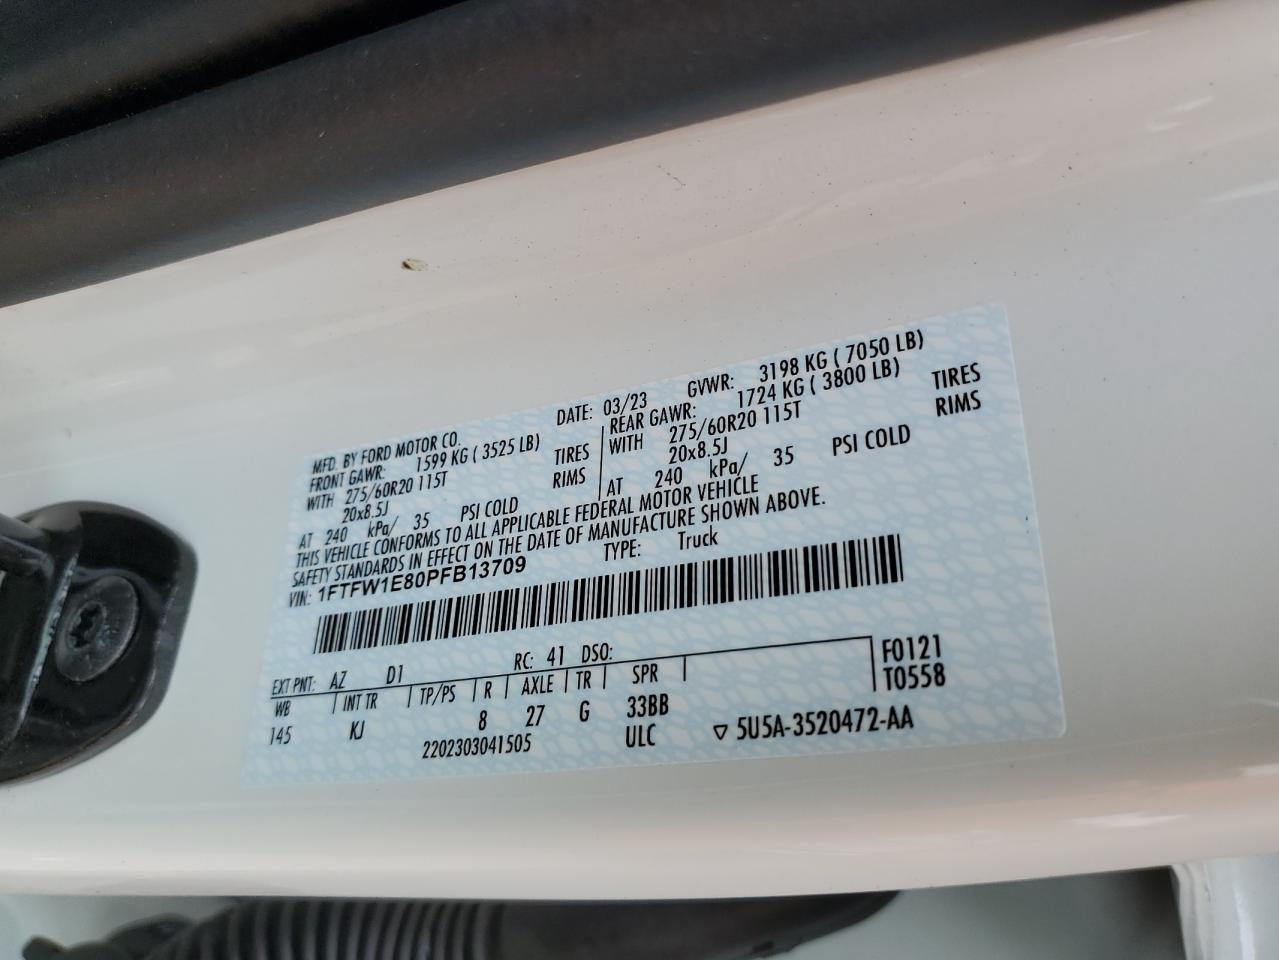 MFD. BY FORD MOTOR CO.
DATE: 03/23 GVWR: 3198 KG ( 7050 LB)
FRONT GAWR: 1599 KG ( 3525 LB)
REAR GAWR: 1724 KG ( 3800 LB)
WITH 275/60R20 115T TIRES
WITH 275/60R20 115T TIRES
20x8.5J RIMS
20x8.5J RIMS
AT 240 kPa/ 35 PSI COLD
AT 240 kPa/ 35 PSI COLD
THIS VEHICLE CONFORMS TO ALL APPLICABLE FEDERAL MOTOR VEHICLE
SAFETY STANDARDS IN EFFECT ON THE DATE OF MANUFACTURE SHOWN ABOVE.
VIN: 1FTFW1E80PFB13709 TYPE: Truck
EXT PNT: AZ D1 RC: 41 DSO:
WB INT TR TP/PS R AXLE TR SPR F0121
145 KJ 8 27 G 33BB T0558
2202303041505 ULC ▽ 5U5A-3520472-AA